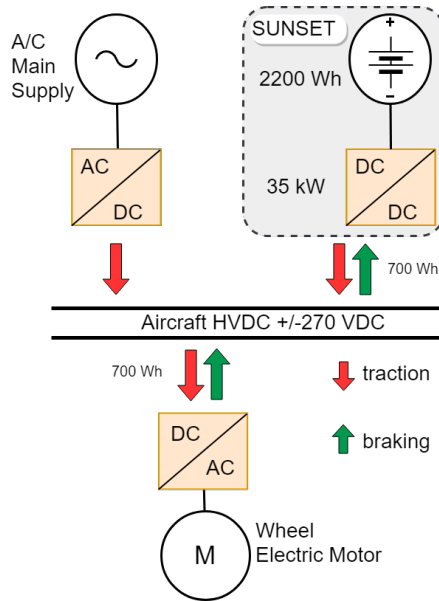 A/C
Main
Supply
SUNSET
+
2200 Wh
-
AC
DC
35 kW
DC
DC
700 Wh
Aircraft HVDC +/-270 VDC
700 Wh
traction
DC
AC
braking
M
Wheel
Electric Motor